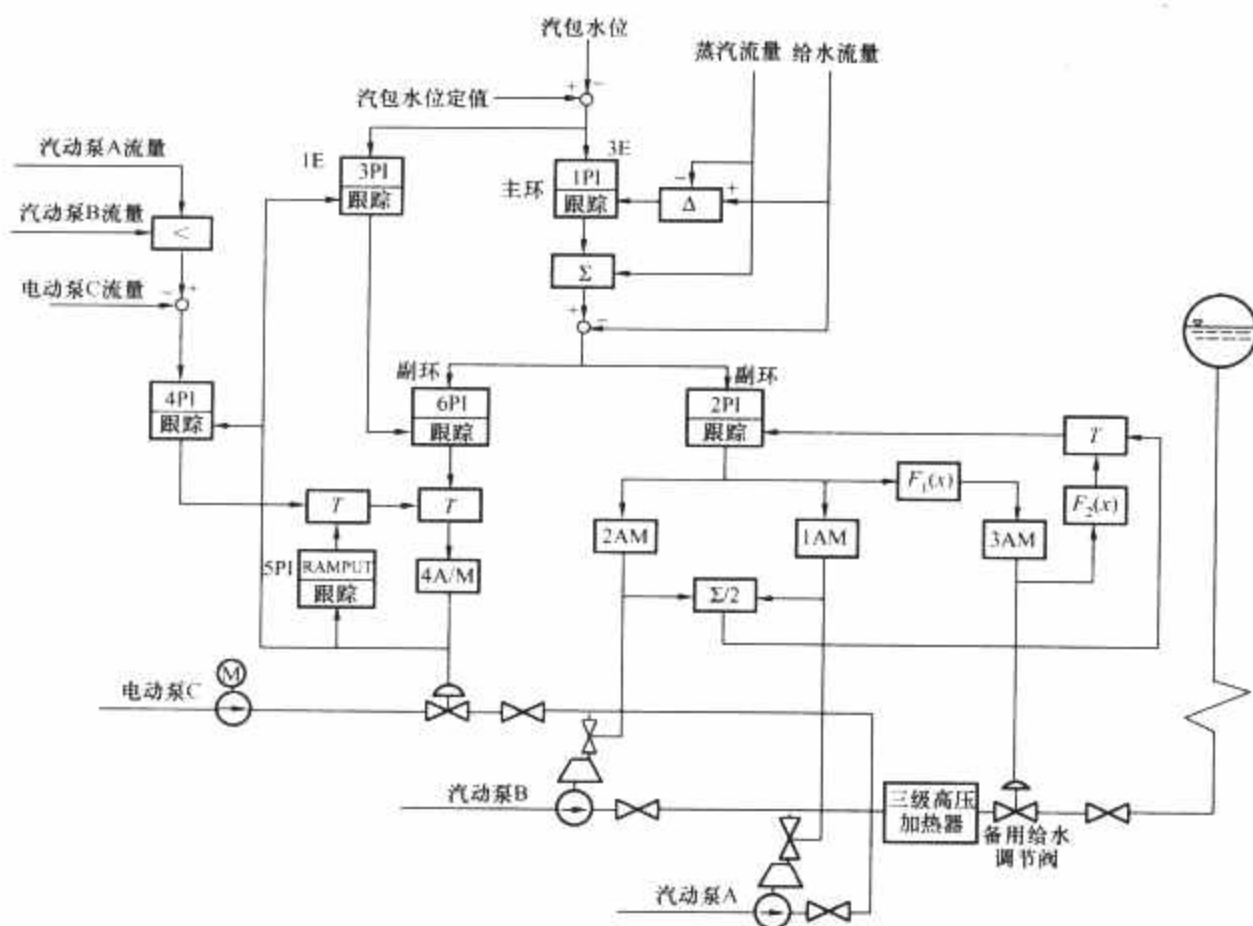 汽包水位
蒸汽流量 给水流量
汽包水位定值
+ −
汽动泵A流量
1E
3PI
跟踪
3E
主环
1PI
跟踪
− +
Δ
汽动泵B流量
<
Σ
电动泵C流量
− +
+ −
副环
副环
4PI
跟踪
6PI
跟踪
2PI
跟踪
T
T
T
F₁(x)
F₂(x)
2AM
1AM
3AM
5PI
RAMPUT
跟踪
4A/M
Σ/2
M
电动泵C
汽动泵B
三级高压
加热器
备用给水
调节阀
汽动泵A